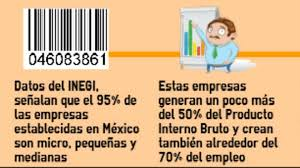 046083861
Datos del INEGI,
señalan que el 95% de
las empresas
establecidas en México
son micro, pequeñas y
medianas
Estas empresas
generan un poco más
del 50% del Producto
Interno Bruto y crean
también alrededor del
70% del empleo